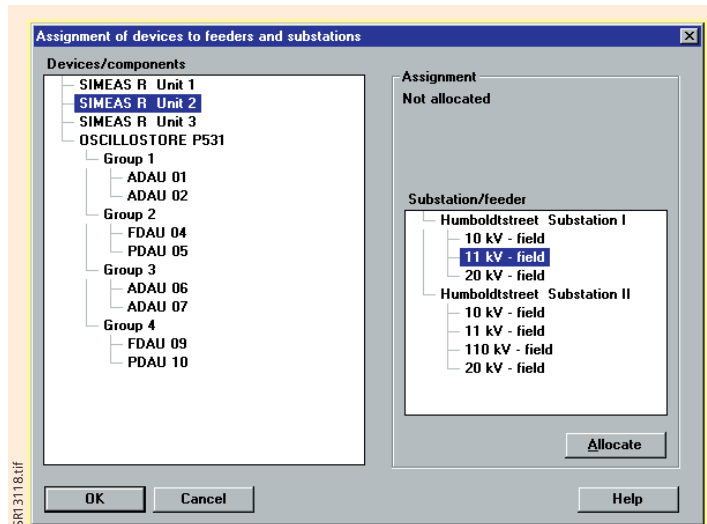 Assignment of devices to feeders and substations
Devices/components
SIMEAS R Unit 1
SIMEAS R Unit 2
SIMEAS R Unit 3
OSCILLOSTORE P531
Group 1
ADAU 01
ADAU 02
Group 2
FDAU 04
PDAU 05
Group 3
ADAU 06
ADAU 07
Group 4
FDAU 09
PDAU 10
Assignment
Not allocated
Substation/feeder
Humboldtstreet Substation I
10 kV - field
11 kV - field
20 kV - field
Humboldtstreet Substation II
10 kV - field
11 kV - field
110 kV - field
20 kV - field
Allocate
OK
Cancel
Help
SR13118.tif